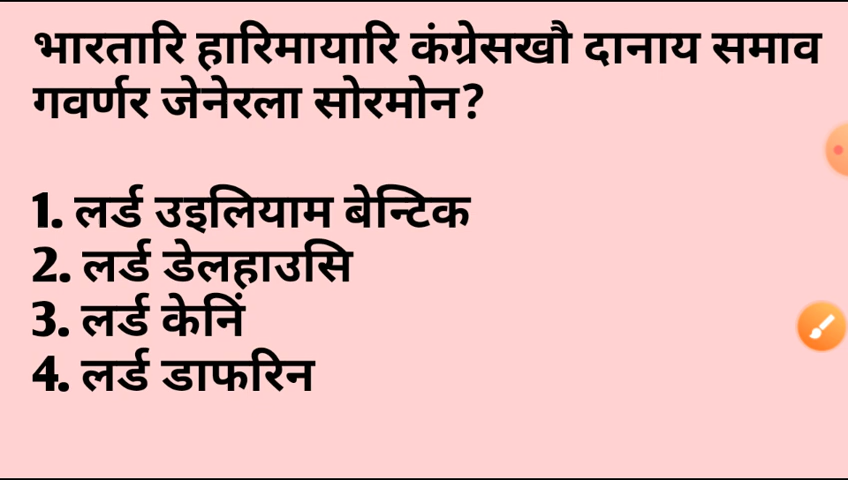 भारतारि हारिमायारि कंग्रेसखौ दानाय समाव
गवर्णर जेनेरला सोरमोन?
1. लर्ड उइलियाम बेन्टिक
2. लर्ड डेलहाउसि
3. लर्ड केनिं
4. लर्ड डाफरिन